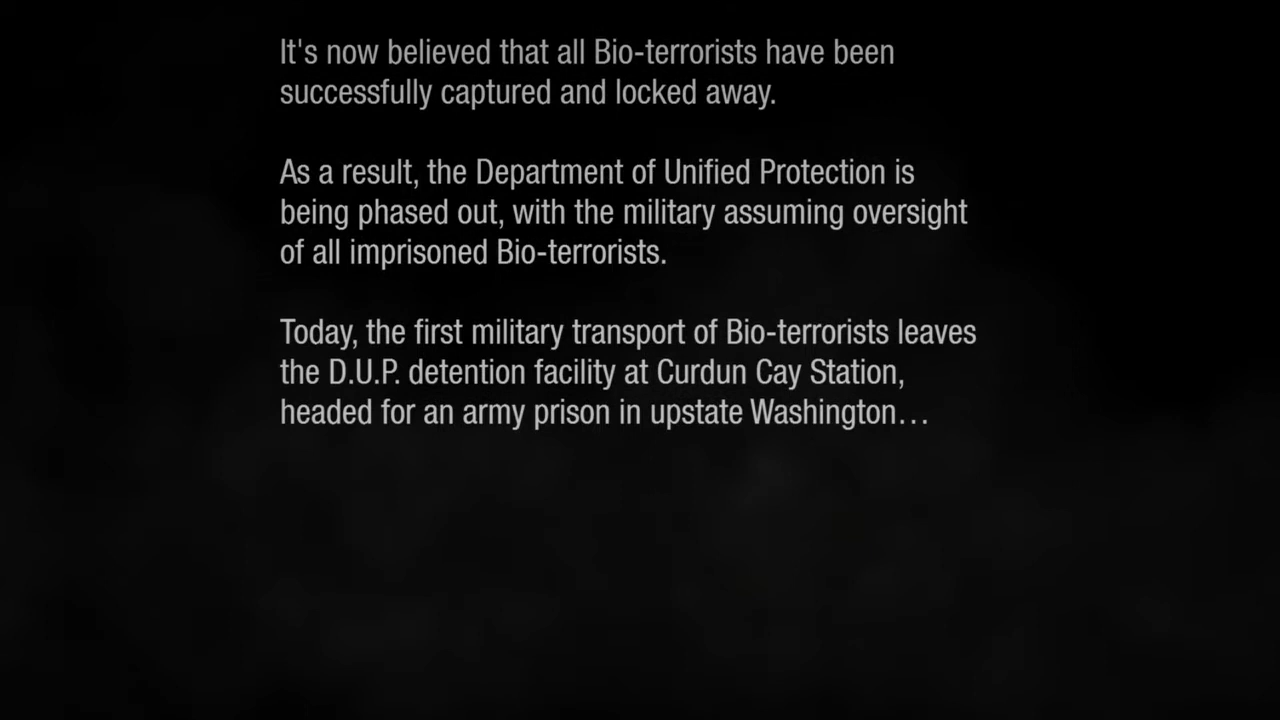 It's now believed that all Bio-terrorists have been
successfully captured and locked away.
As a result, the Department of Unified Protection is
being phased out, with the military assuming oversight
of all imprisoned Bio-terrorists.
Today, the first military transport of Bio-terrorists leaves
the D.U.P. detention facility at Curdun Cay Station,
headed for an army prison in upstate Washington…